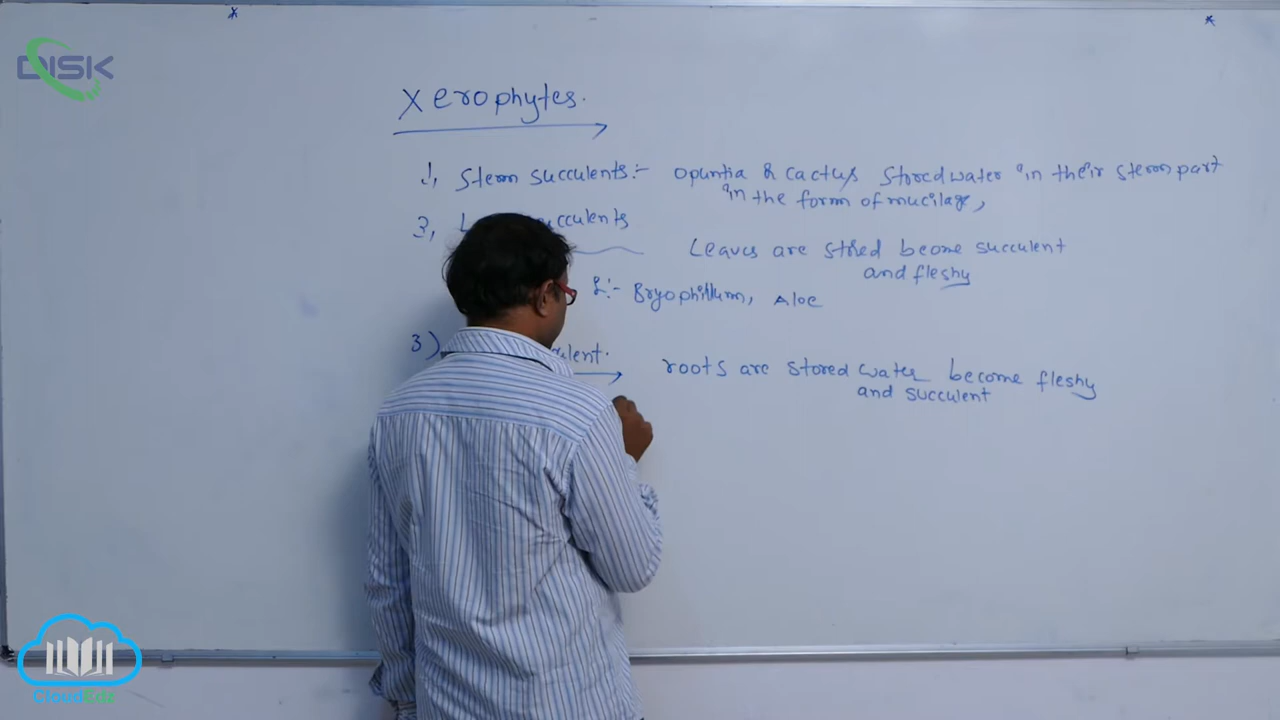 DISK
Xerophytes.
1, Stem succulents:- opuntia & cactus stored water in their stem part
in the form of mucilage,
3, L cculents
Leaves are stored become succulent
and fleshy
:- Bryophillum, Aloe
3) ulent.
roots are stored water become fleshy
and succulent
CloudEdz